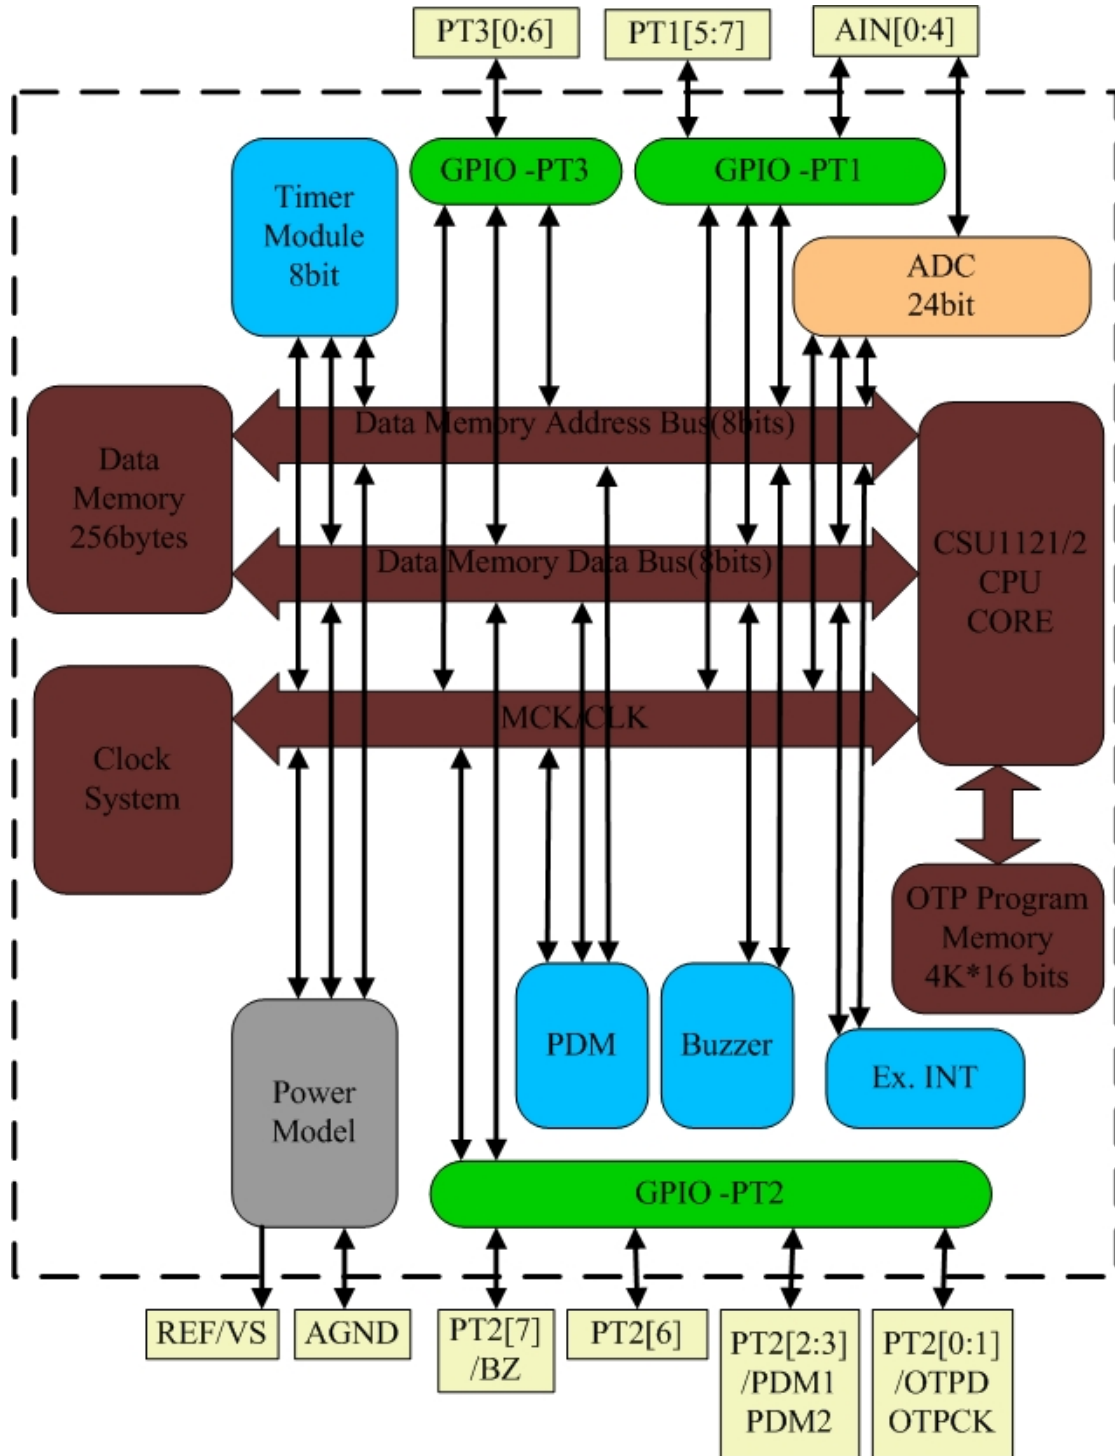 PT3[0:6]
PT1[5:7]
AIN[0:4]
GPIO -PT3
GPIO -PT1
Timer
Module
8bit
ADC
24bit
Data Memory Address Bus(8bits)
Data
Memory
256bytes
Data Memory Data Bus(8bits)
CSU1121/2
CPU
CORE
MCK/CLK
Clock
System
OTP Program
Memory
4K*16 bits
PDM
Buzzer
Ex. INT
Power
Model
GPIO -PT2
REF/VS
AGND
PT2[7]
/BZ
PT2[6]
PT2[2:3]
/PDM1
PDM2
PT2[0:1]
/OTPD
OTPCK